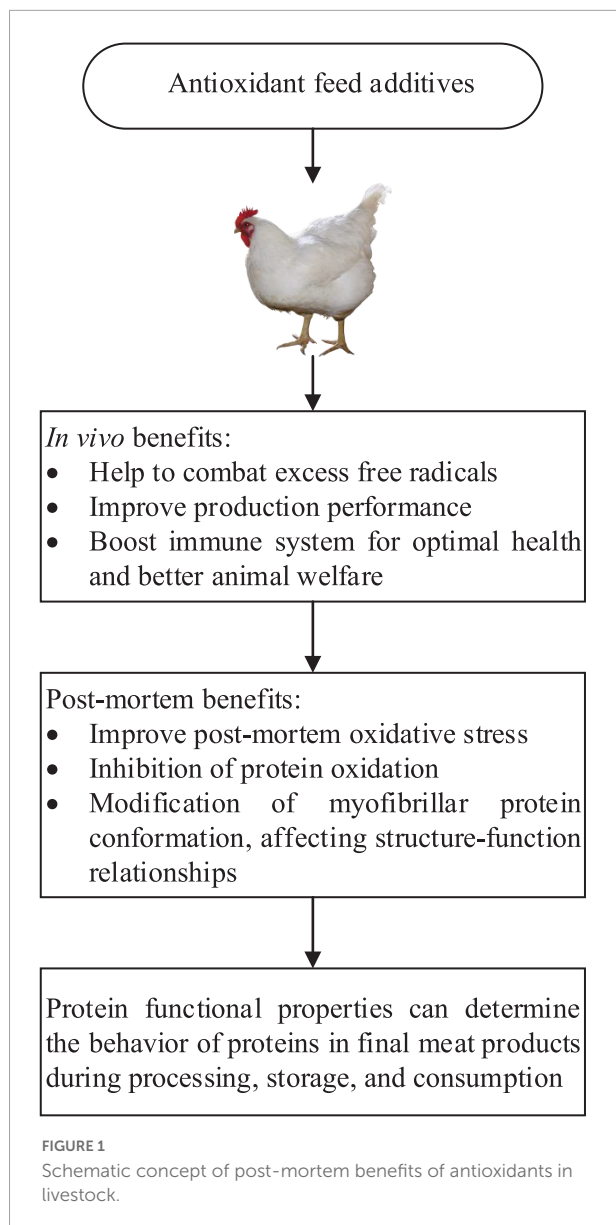 Antioxidant feed additives
In vivo benefits:
• Help to combat excess free radicals
• Improve production performance
• Boost immune system for optimal health
and better animal welfare
Post-mortem benefits:
• Improve post-mortem oxidative stress
• Inhibition of protein oxidation
• Modification of myofibrillar protein
conformation, affecting structure-function
relationships
Protein functional properties can determine
the behavior of proteins in final meat products
during processing, storage, and consumption
FIGURE 1
Schematic concept of post-mortem benefits of antioxidants in
livestock.